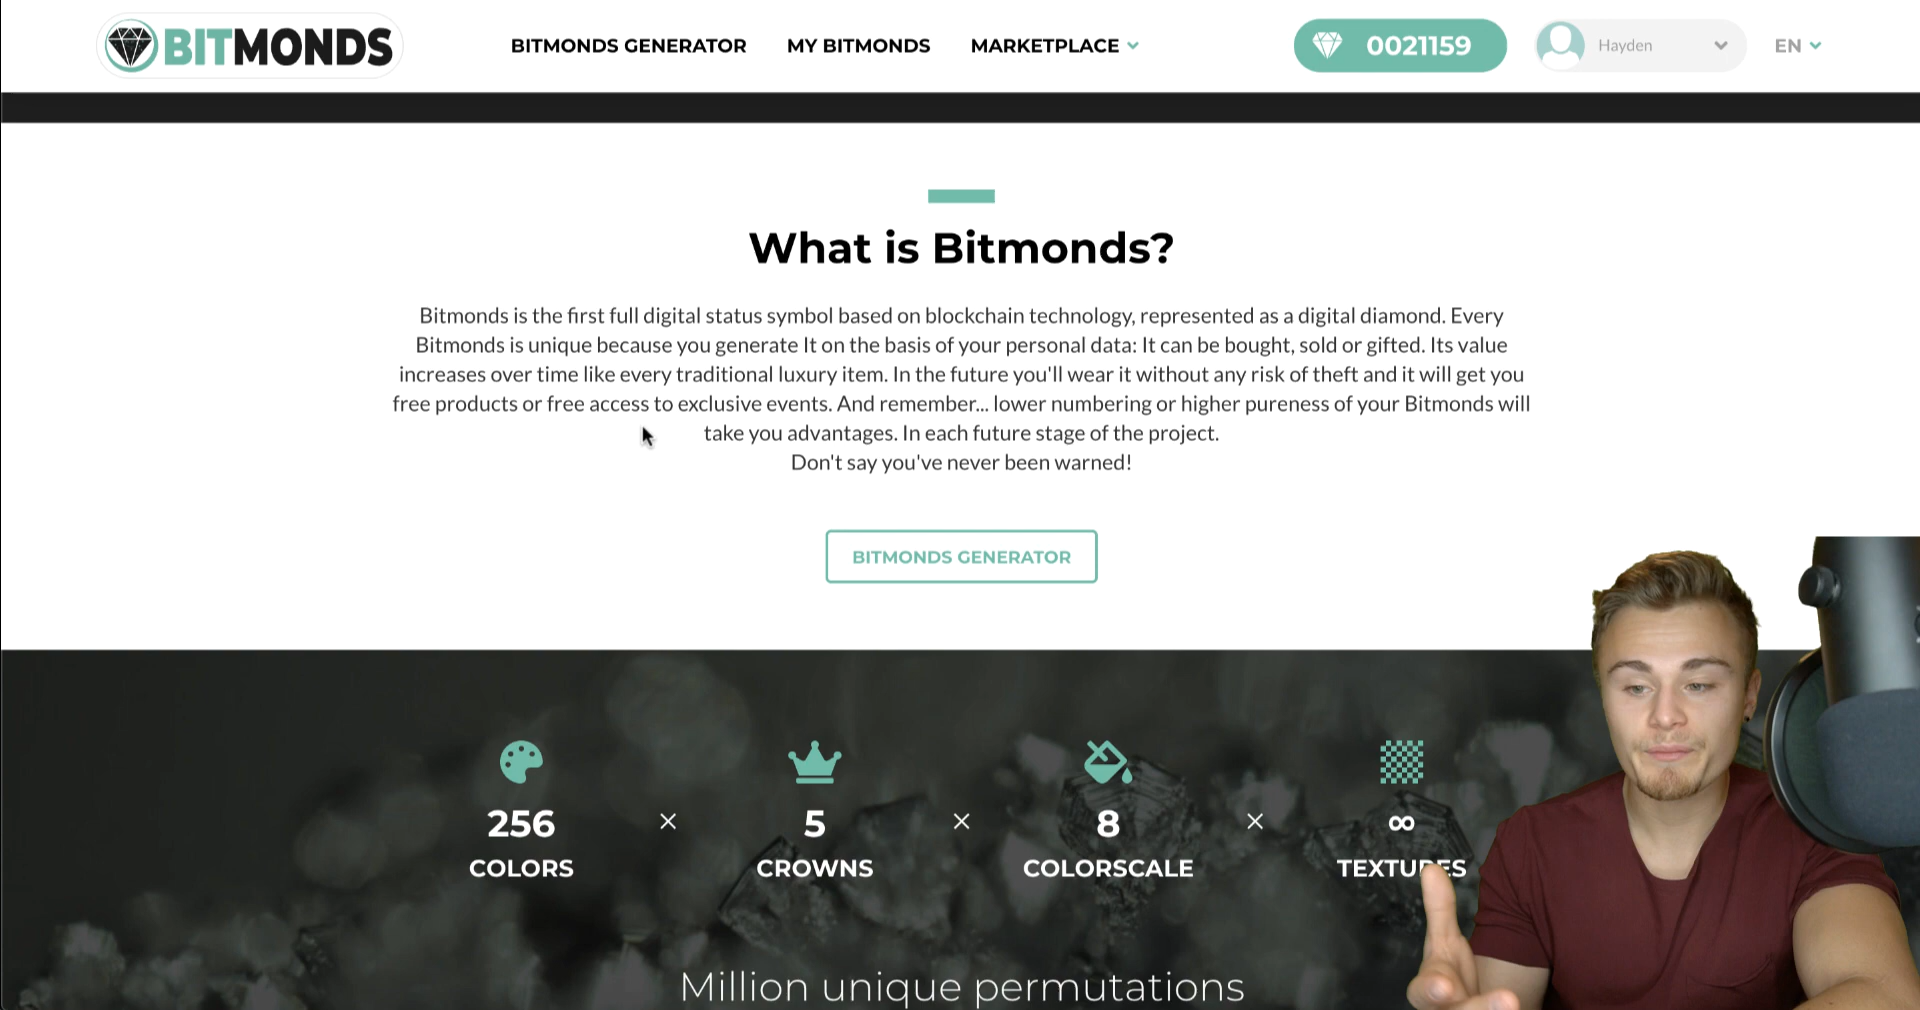 BITMONDS
BITMONDS GENERATOR
MY BITMONDS
MARKETPLACE
0021159
Hayden
EN
What is Bitmonds?
Bitmonds is the first full digital status symbol based on blockchain technology, represented as a digital diamond. Every
Bitmonds is unique because you generate It on the basis of your personal data: It can be bought, sold or gifted. Its value
increases over time like every traditional luxury item. In the future you'll wear it without any risk of theft and it will get you
free products or free access to exclusive events. And remember... lower numbering or higher pureness of your Bitmonds will
take you advantages. In each future stage of the project.
Don't say you've never been warned!
BITMONDS GENERATOR
256 × 5 × 8 × ∞
COLORS CROWNS COLORSCALE TEXTURES
Million unique permutations